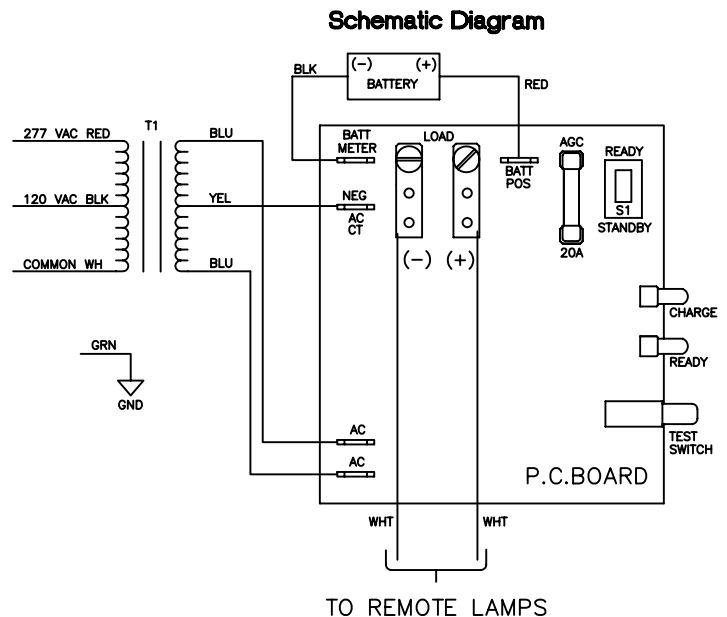 Schematic Diagram
BLK
(-) (+)
BATTERY
RED
T1
277 VAC RED
BLU
BATT
METER
LOAD
AGC
READY
BATT
POS
120 VAC BLK
YEL
NEG
AC
CT
S1
STANDBY
20A
COMMON WH
BLU
(-) (+)
CHARGE
GRN
READY
GND
AC
TEST
SWITCH
AC
P.C.BOARD
WHT
WHT
TO REMOTE LAMPS